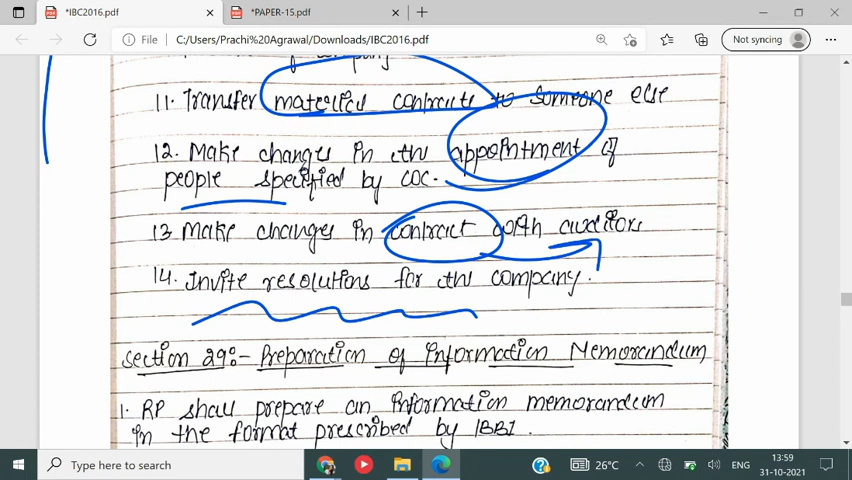 *IBC2016.pdf
*PAPER-15.pdf
File C:/Users/Prachi%20Agrawal/Downloads/IBC2016.pdf Not syncing
11. Transfer contracts to someone else
12. Make changes in the appointment of
people specified by COC.
13 Make changes in contract with auditors
14. Invite resolutions for the company.
Section 29:- Preparation of Information Memorandum
1. RP shall prepare an information memorandum
in the format prescribed by IBBI.
Type here to search
26°C ENG
13:59
31-10-2021